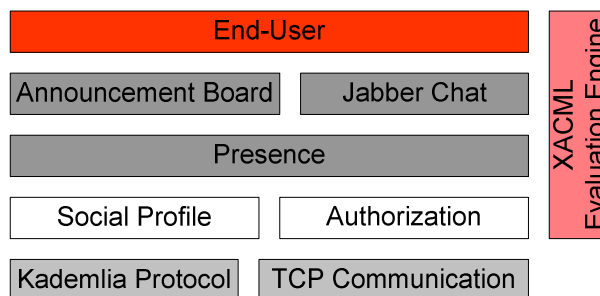 End-User
Announcement Board
Jabber Chat
Presence
Social Profile
Authorization
Kademlia Protocol
TCP Communication
XACML
Evaluation Engine